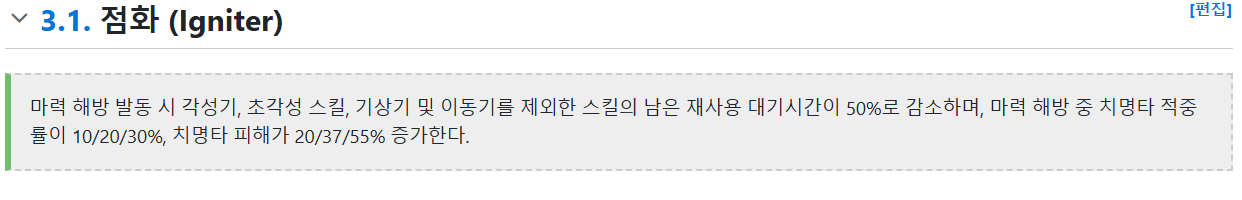 3.1. 점화 (Igniter)
[편집]
마력 해방 발동 시 각성기, 초각성 스킬, 기상기 및 이동기를 제외한 스킬의 남은 재사용 대기시간이 50%로 감소하며, 마력 해방 중 치명타 적중
률이 10/20/30%, 치명타 피해가 20/37/55% 증가한다.